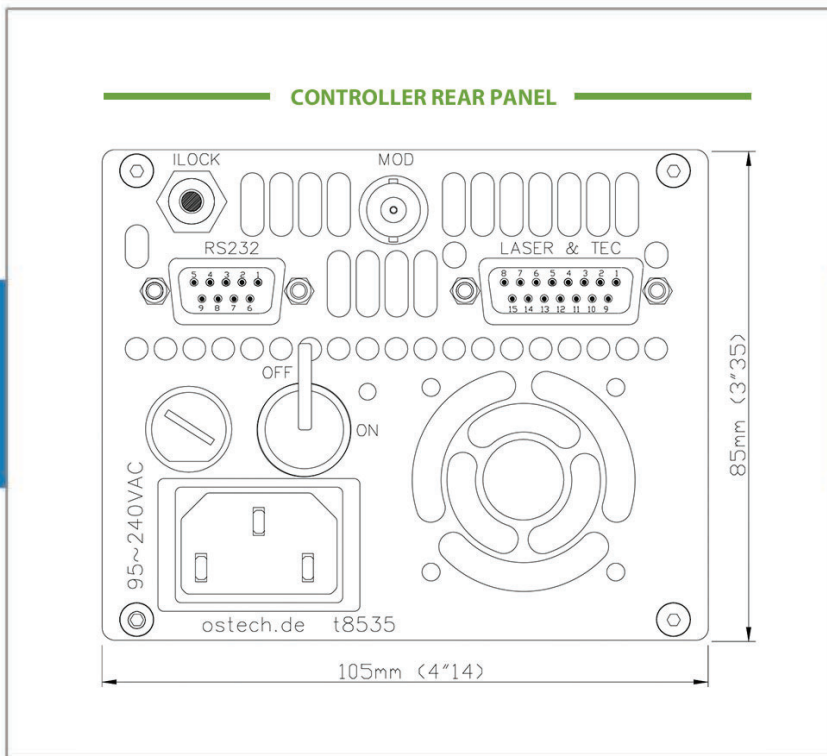 CONTROLLER REAR PANEL
ILOCK
MOD
RS232
LASER & TEC
5 4 3 2 1
9 8 7 6
8 7 6 5 4 3 2 1
15 14 13 12 11 10 9
OFF
ON
95~240VAC
ostech.de t8535
85mm (3"35)
105mm (4"14)